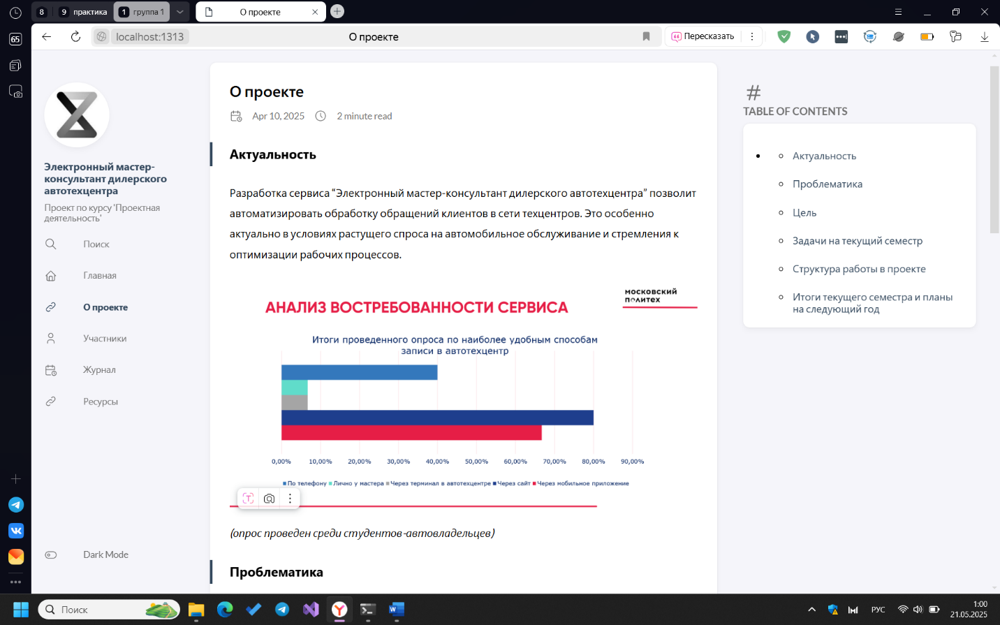 8
9 практика
1 группа 1
О проекте
65
localhost:1313
О проекте
Пересказать
Электронный мастер-
консультант дилерского
автотехцентра
Проект по курсу 'Проектная
деятельность'
Поиск
Главная
О проекте
Участники
Журнал
Ресурсы
Dark Mode
О проекте
Apr 10, 2025
2 minute read
Актуальность
Разработка сервиса “Электронный мастер-консультант дилерского автотехцентра” позволит
автоматизировать обработку обращений клиентов в сети техцентров. Это особенно
актуально в условиях растущего спроса на автомобильное обслуживание и стремления к
оптимизации рабочих процессов.
московский
политех
АНАЛИЗ ВОСТРЕБОВАННОСТИ СЕРВИСА
Итоги проведенного опроса по наиболее удобным способам
записи в автотехцентр
0,00% 10,00% 20,00% 30,00% 40,00% 50,00% 60,00% 70,00% 80,00% 90,00%
По телефону Лично у мастера Через терминал в автотехцентре Через сайт Через мобильное приложение
(опрос проведен среди студентов-автовладельцев)
Проблематика
#
TABLE OF CONTENTS
Актуальность
Проблематика
Цель
Задачи на текущий семестр
Структура работы в проекте
Итоги текущего семестра и планы
на следующий год
Поиск
РУС
1:00
21.05.2025